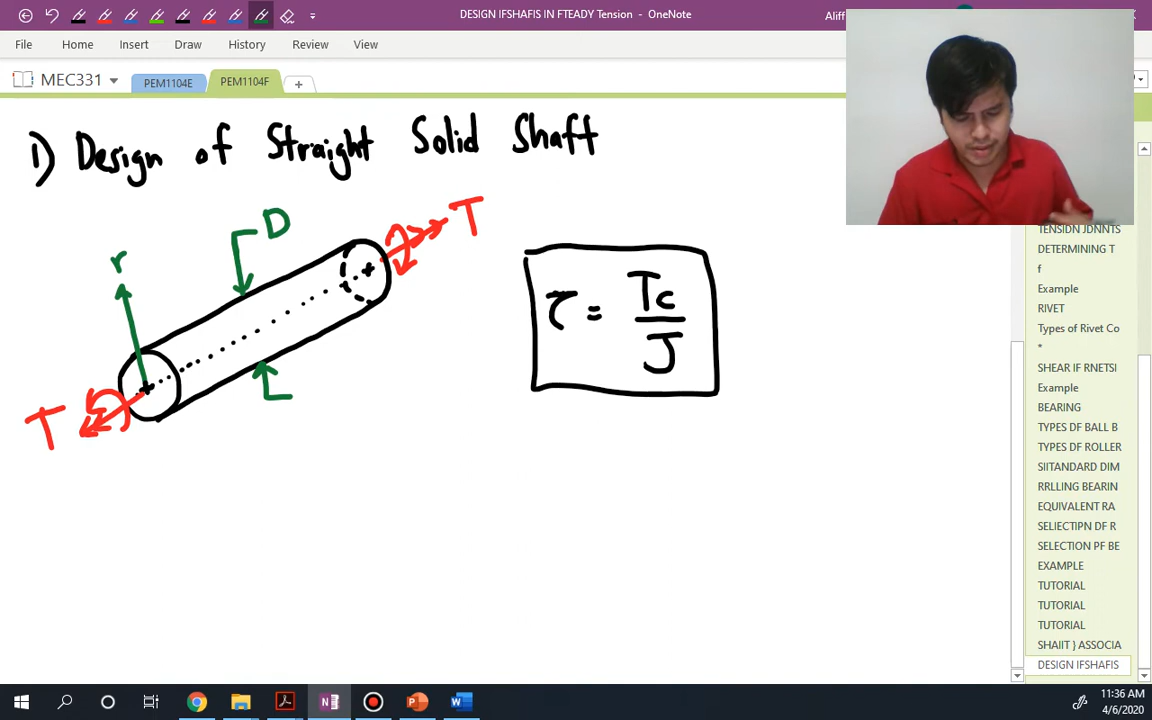 DESIGN IFSHAFIS IN FTEADY Tension - OneNote
Aliff
File Home Insert Draw History Review View
MEC331 PEM1104E PEM1104F
1) Design of Straight Solid Shaft
D
T
r
τ = Tc / J
T
TENSION JDNNTS
DETERMINING T
f
Example
RIVET
Types of Rivet Co
*
SHEAR IF RNETSI
Example
BEARING
TYPES DF BALL B
TYPES DF ROLLER
SIITANDARD DIM
RRLLING BEARIN
EQUIVALENT RA
SELIECTIPN DF R
SELECTION PF BE
EXAMPLE
TUTORIAL
TUTORIAL
TUTORIAL
SHAIIT } ASSOCIA
DESIGN IFSHAFIS
11:36 AM
4/6/2020